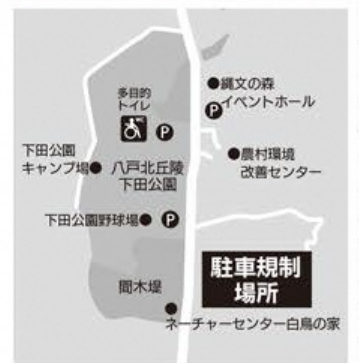 多目的
トイレ
P
縄文の森
P
イベントホール
下田公園
キャンプ場
八戸北丘陵
下田公園
農村環境
改善センター
下田公園野球場
P
駐車規制
場所
間木堤
ネーチャーセンター白鳥の家